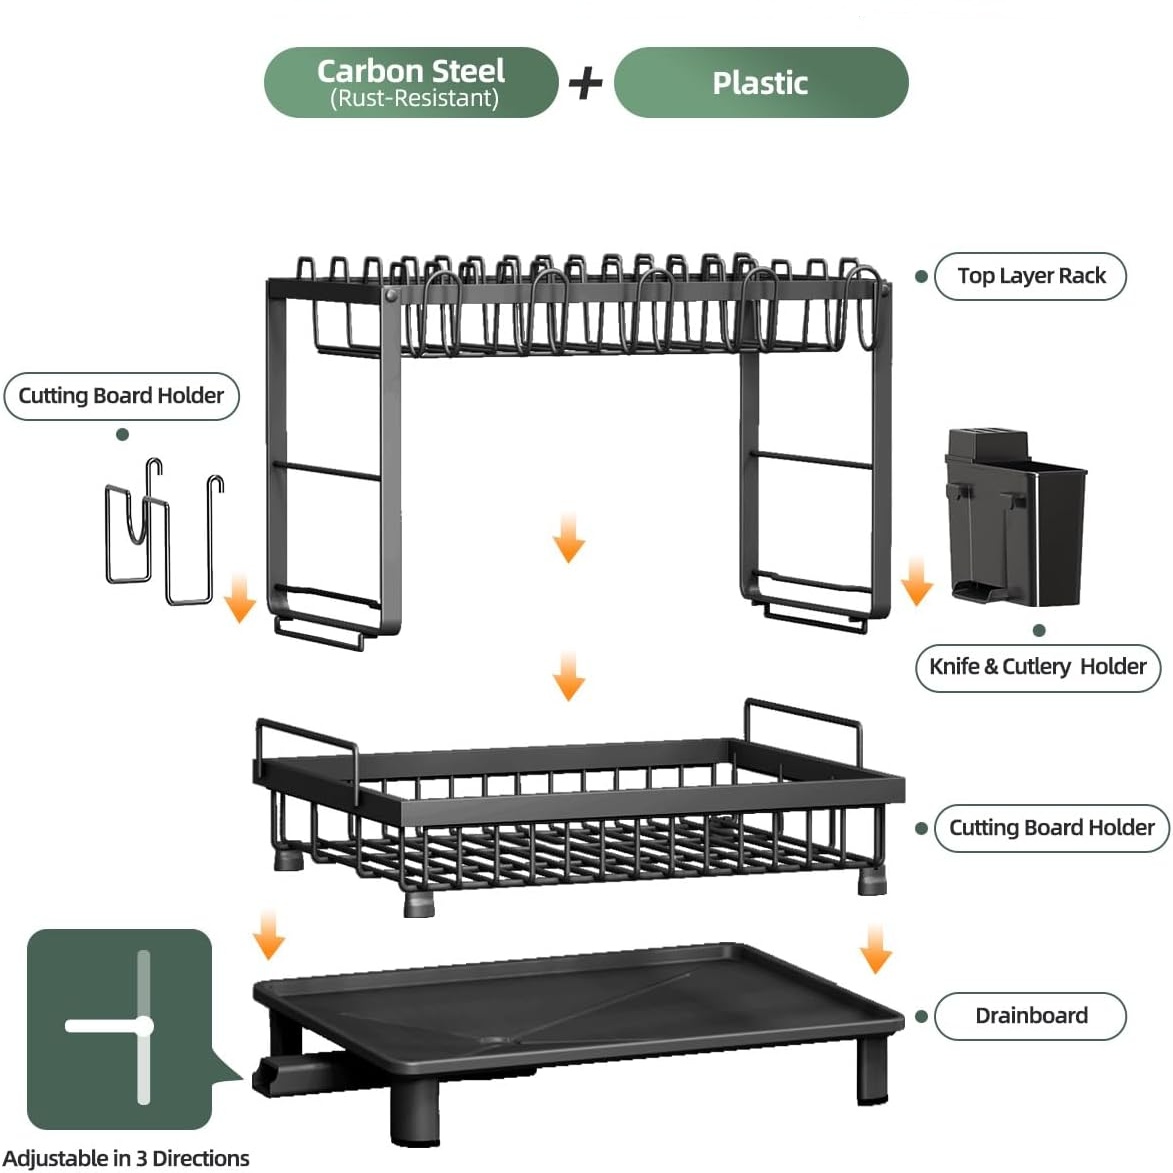 Carbon Steel
(Rust-Resistant)
+
Plastic
Top Layer Rack
Cutting Board Holder
Knife & Cutlery Holder
Cutting Board Holder
Drainboard
Adjustable in 3 Directions